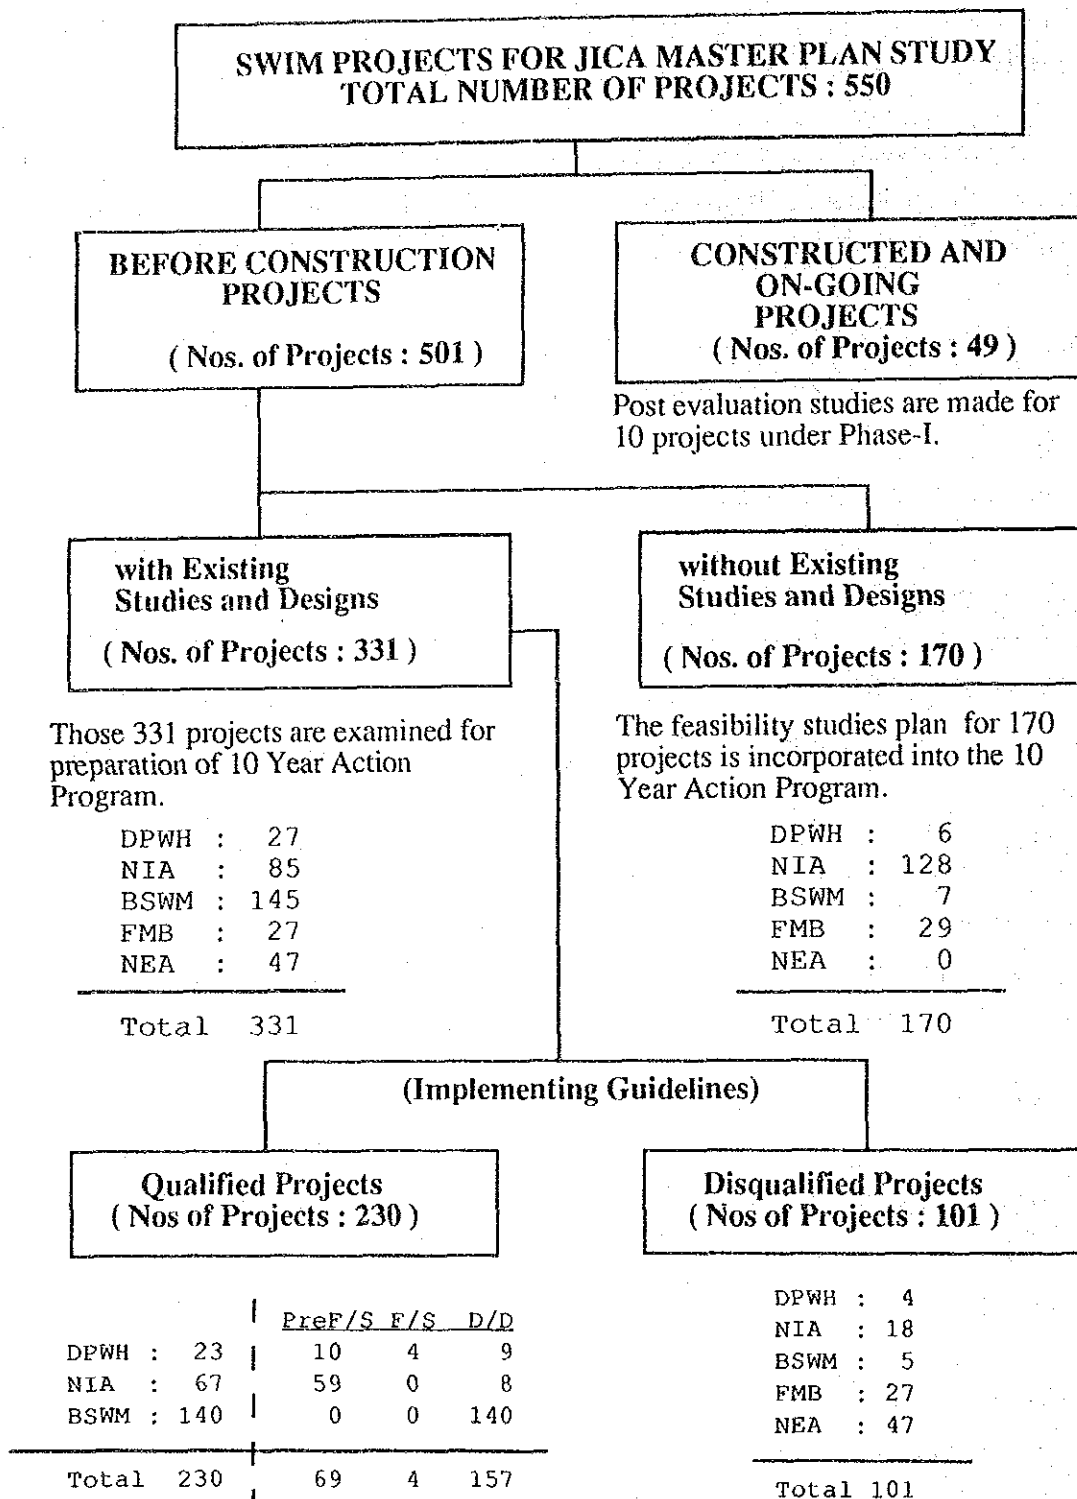 SWIM PROJECTS FOR JICA MASTER PLAN STUDY
TOTAL NUMBER OF PROJECTS : 550
BEFORE CONSTRUCTION
PROJECTS
( Nos. of Projects : 501 )
CONSTRUCTED AND
ON-GOING
PROJECTS
( Nos. of Projects : 49 )
Post evaluation studies are made for
10 projects under Phase-I.
with Existing
Studies and Designs
( Nos. of Projects : 331 )
without Existing
Studies and Designs
( Nos. of Projects : 170 )
Those 331 projects are examined for
preparation of 10 Year Action
Program.
DPWH : 27
NIA : 85
BSWM : 145
FMB : 27
NEA : 47
Total 331
The feasibility studies plan for 170
projects is incorporated into the 10
Year Action Program.
DPWH : 6
NIA : 128
BSWM : 7
FMB : 29
NEA : 0
Total 170
(Implementing Guidelines)
Qualified Projects
( Nos of Projects : 230 )
Disqualified Projects
( Nos of Projects : 101 )
PreF/S F/S D/D
DPWH : 23 10 4 9
NIA : 67 59 0 8
BSWM : 140 0 0 140
Total 230 69 4 157
DPWH : 4
NIA : 18
BSWM : 5
FMB : 27
NEA : 47
Total 101